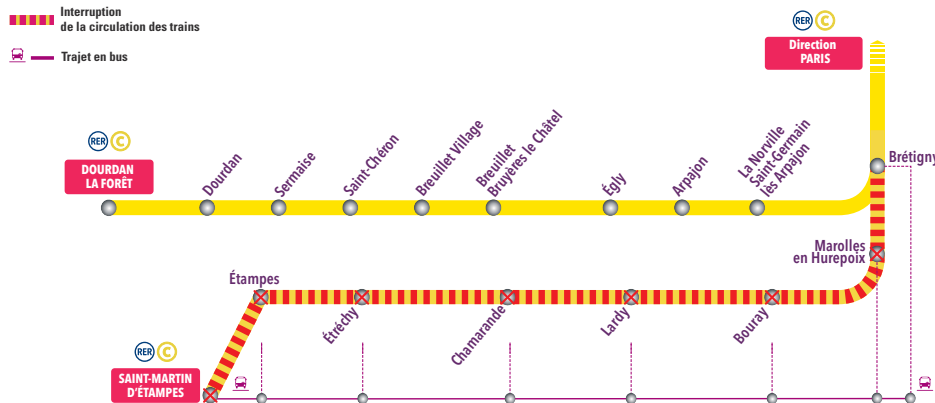 Interruption
de la circulation des trains
Trajet en bus
RER C
Direction
PARIS
RER C
DOURDAN
LA FORÊT
Dourdan
Sermaise
Saint-Chéron
Breuillet Village
Breuillet
Bruyères le Châtel
Égly
Arpajon
La Norville
Saint-Germain
lès Arpajon
Brétigny
Marolles
en Hurepoix
Étampes
Étréchy
Chamarande
Lardy
Bouray
RER C
SAINT-MARTIN
D'ÉTAMPES